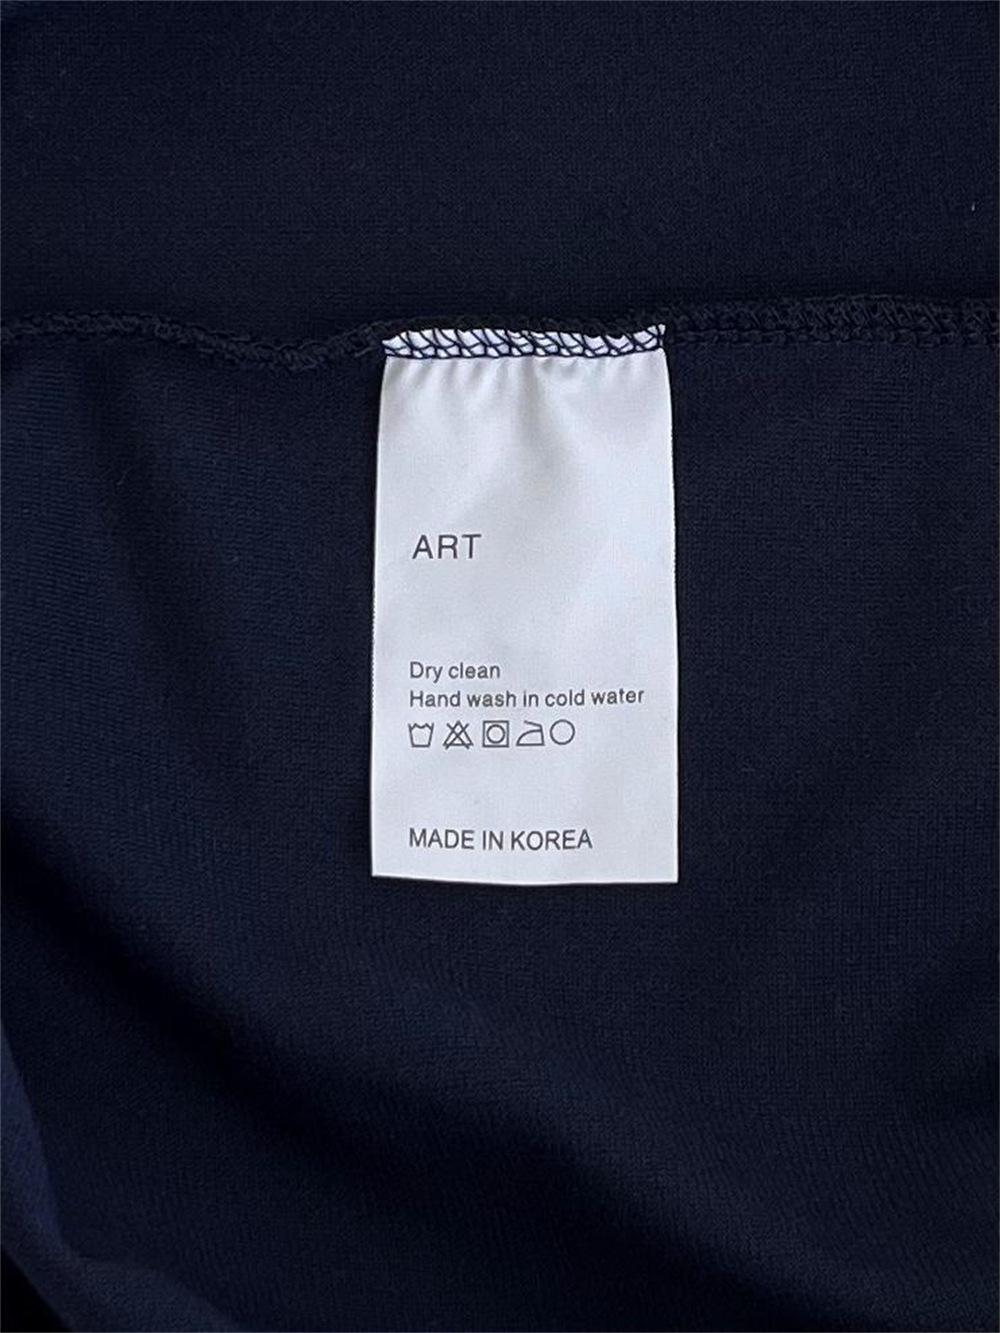 ART
Dry clean
Hand wash in cold water
MADE IN KOREA